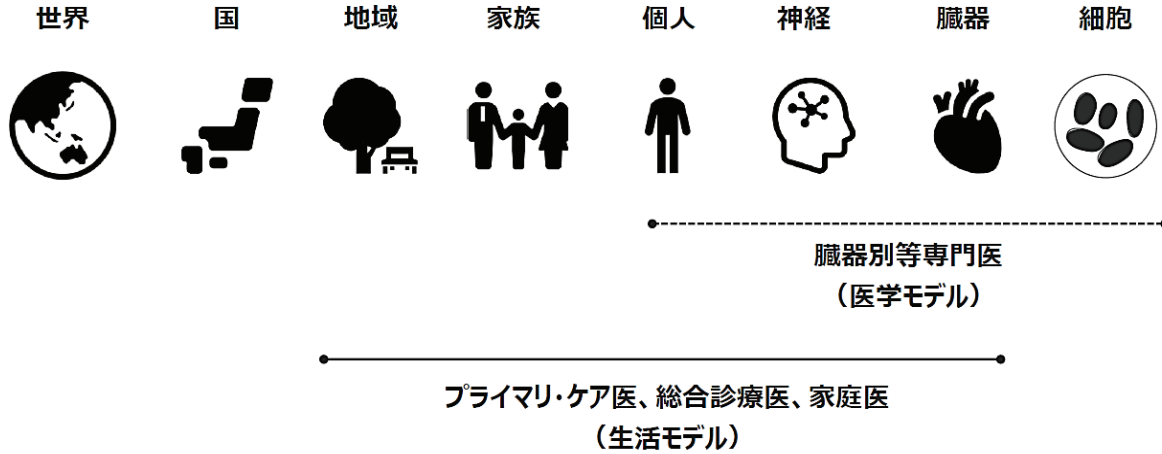 世界 国 地域 家族 個人 神経 臓器 細胞
臓器別等専門医
（医学モデル）
プライマリ・ケア医、総合診療医、家庭医
（生活モデル）